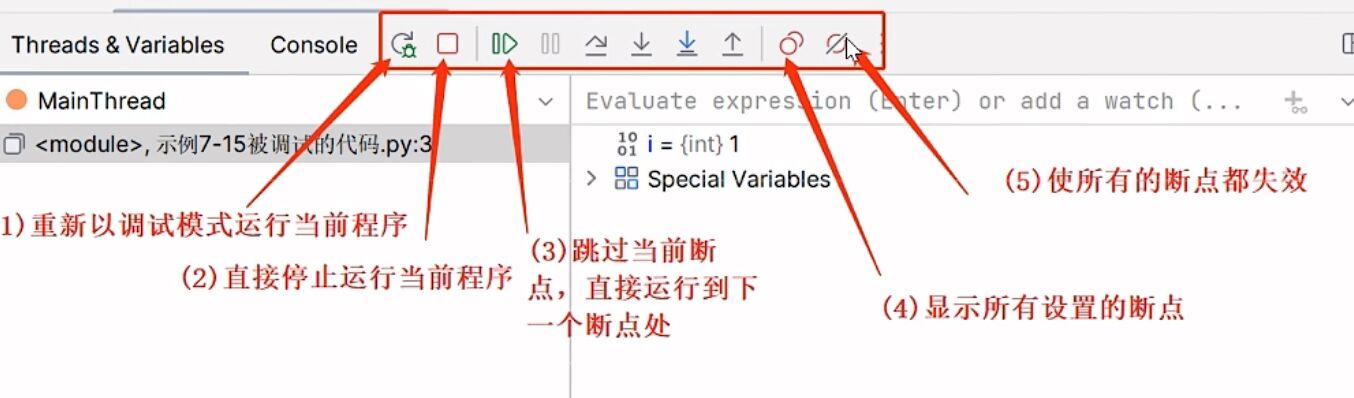 Threads & Variables Console
MainThread
Evaluate expression (Enter) or add a watch (...
<module>, 示例7-15被调试的代码.py:3
10
01
i = {int} 1
Special Variables
(5)使所有的断点都失效
1)重新以调试模式运行当前程序
(2)直接停止运行当前程序
(3)跳过当前断
点，直接运行到下
一个断点处
(4)显示所有设置的断点